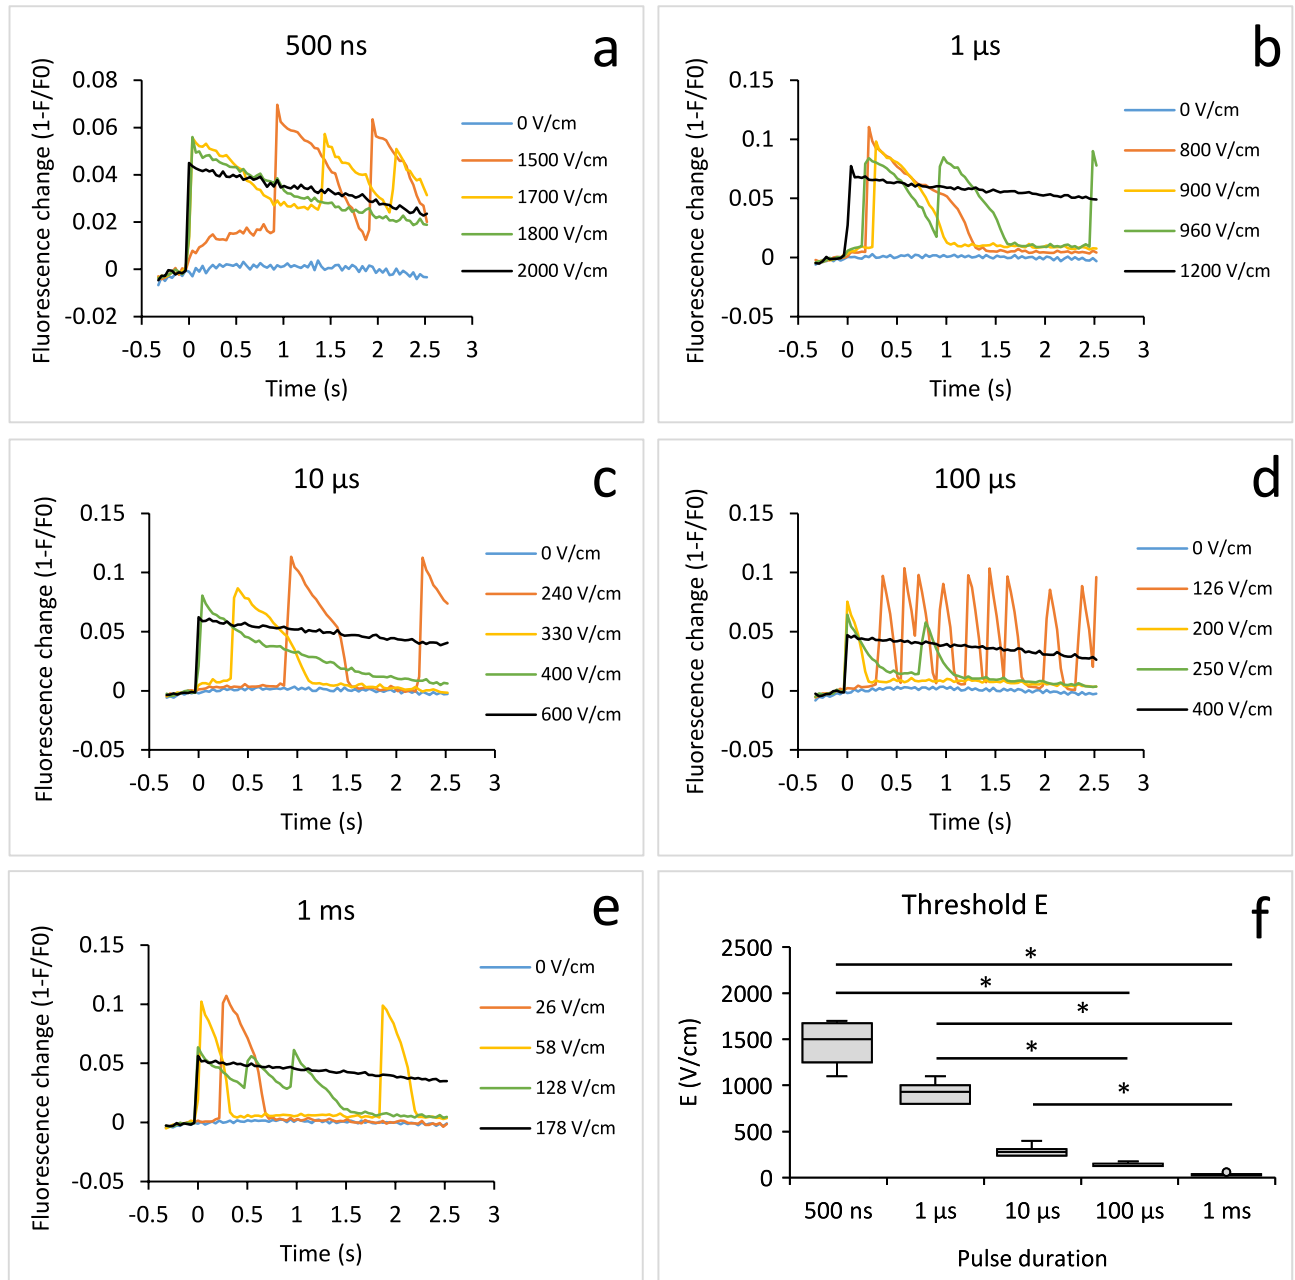 500 ns
a
Fluorescence change (1-F/F0)
0.08
0.06
0.04
0.02
0
-0.02
-0.5 0 0.5 1 1.5 2 2.5 3
Time (s)
0 V/cm
1500 V/cm
1700 V/cm
1800 V/cm
2000 V/cm
1 µs
b
Fluorescence change (1-F/F0)
0.15
0.1
0.05
0
-0.05
-0.5 0 0.5 1 1.5 2 2.5 3
Time (s)
0 V/cm
800 V/cm
900 V/cm
960 V/cm
1200 V/cm
10 µs
c
Fluorescence change (1-F/F0)
0.15
0.1
0.05
0
-0.05
-0.5 0 0.5 1 1.5 2 2.5 3
Time (s)
0 V/cm
240 V/cm
330 V/cm
400 V/cm
600 V/cm
100 µs
d
Fluorescence change (1-F/F0)
0.15
0.1
0.05
0
-0.05
-0.5 0 0.5 1 1.5 2 2.5 3
Time (s)
0 V/cm
126 V/cm
200 V/cm
250 V/cm
400 V/cm
1 ms
e
Fluorescence change (1-F/F0)
0.15
0.1
0.05
0
-0.05
-0.5 0 0.5 1 1.5 2 2.5 3
Time (s)
0 V/cm
26 V/cm
58 V/cm
128 V/cm
178 V/cm
Threshold E
f
E (V/cm)
2500
2000
1500
1000
500
0
*
*
*
*
*
500 ns 1 µs 10 µs 100 µs 1 ms
Pulse duration